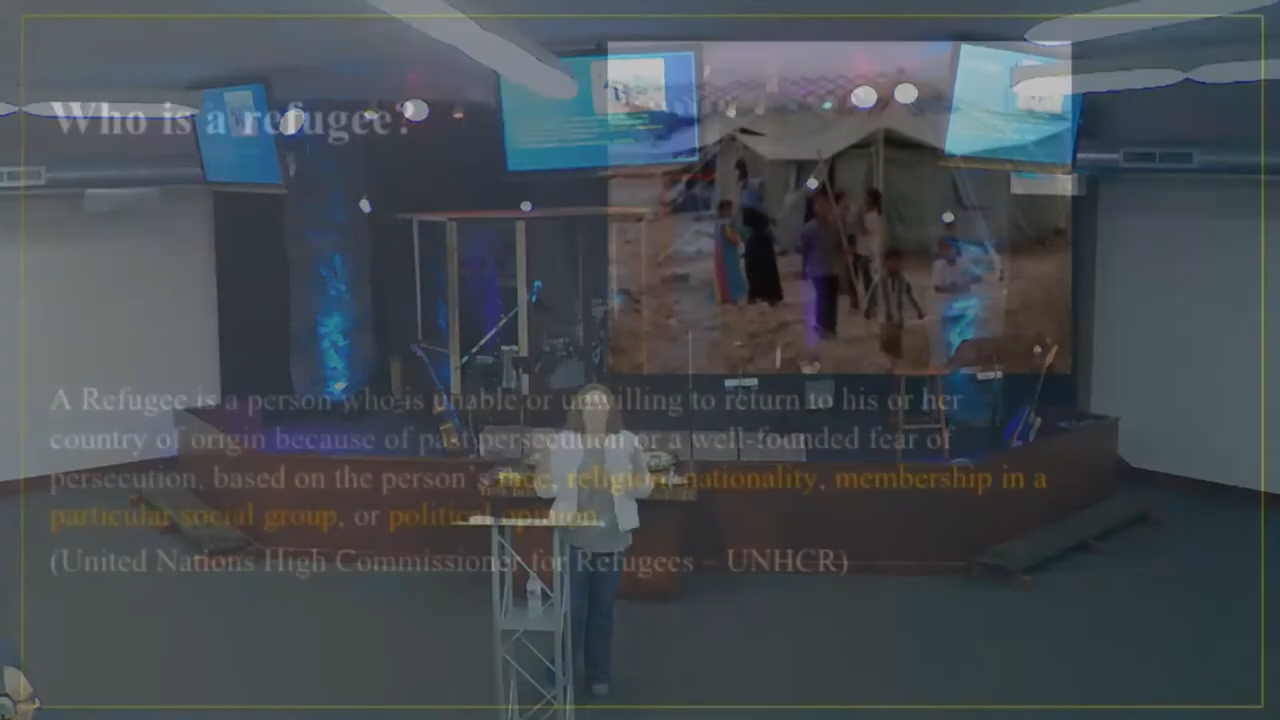 Who is a refugee?
A Refugee is a person who is unable or unwilling to return to his or her
country of origin because of past persecution or a well-founded fear of
persecution, based on the person's race, religion, nationality, membership in a
particular social group, or political opinion.
(United Nations High Commissioner for Refugees – UNHCR)